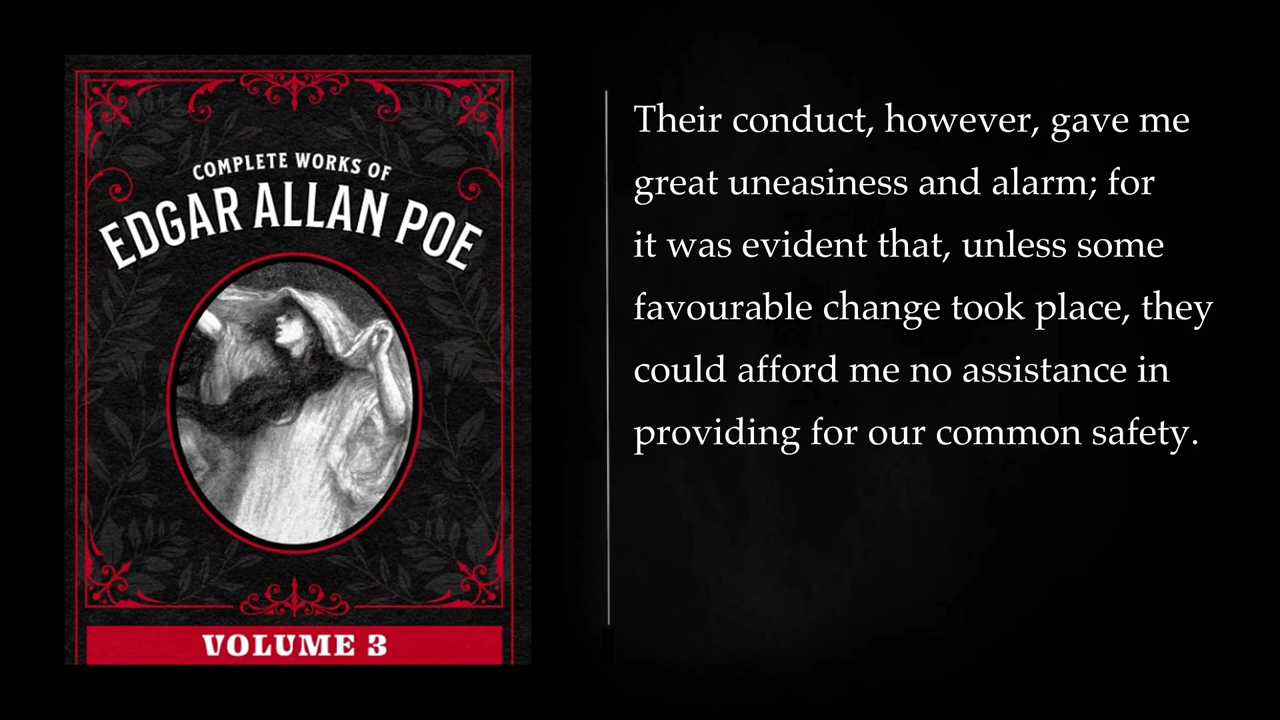 COMPLETE WORKS OF
EDGAR ALLAN POE
VOLUME 3
Their conduct, however, gave me
great uneasiness and alarm; for
it was evident that, unless some
favourable change took place, they
could afford me no assistance in
providing for our common safety.